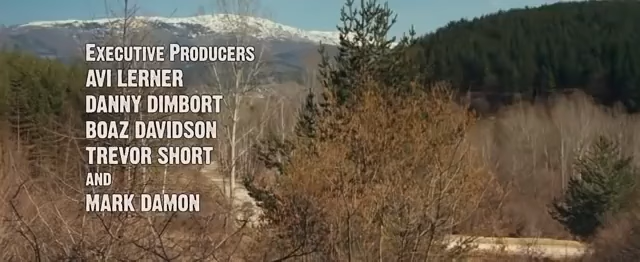 Executive Producers
AVI LERNER
DANNY DIMBORT
BOAZ DAVIDSON
TREVOR SHORT
AND
MARK DAMON